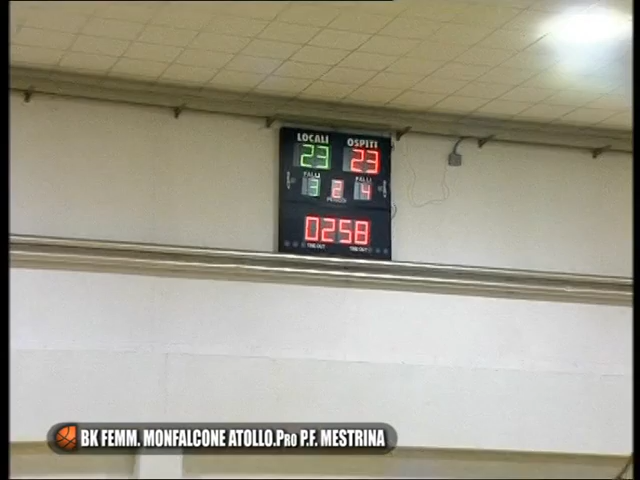 LOCALI OSPITI
23 23
FALLI FALLI
3 2 4
PERIODO
0258
TIME OUT TIME OUT
BK FEMM. MONFALCONE ATOLLO.Pro P.F. MESTRINA